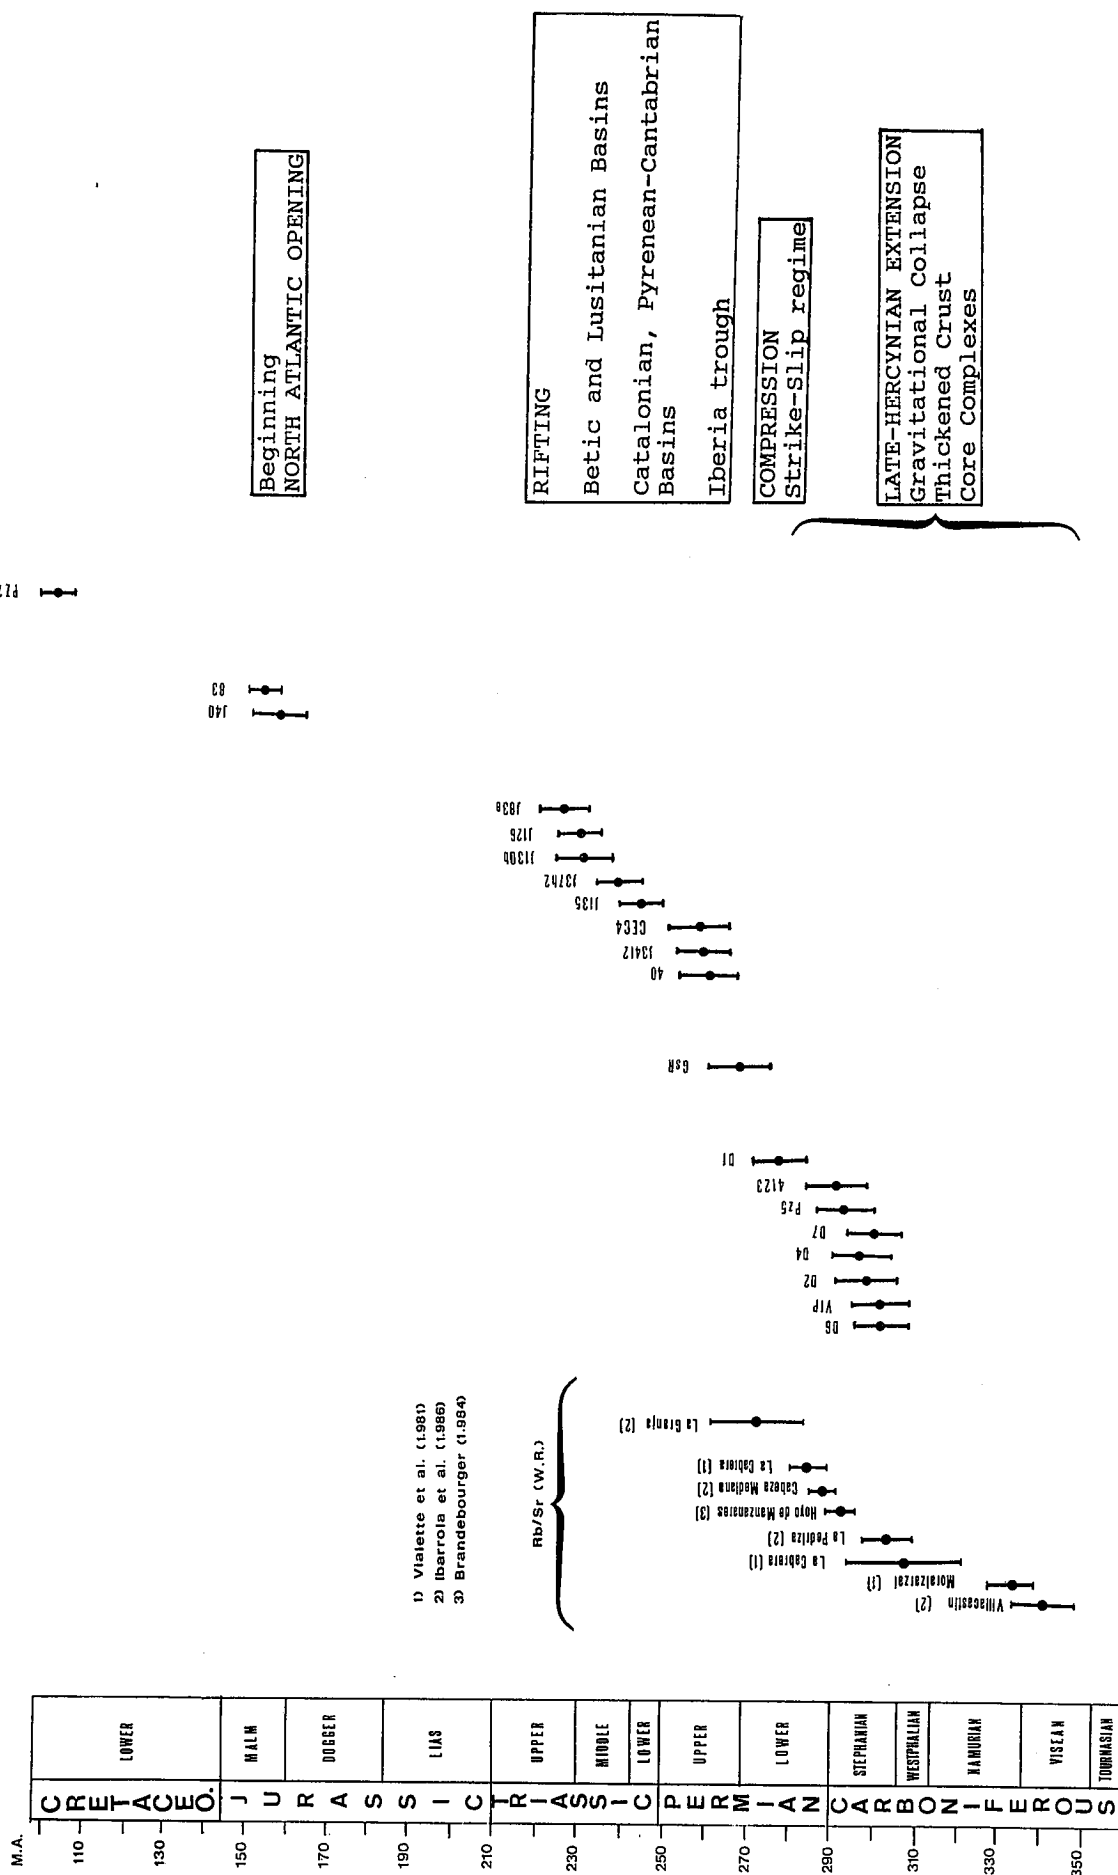 Beginning
NORTH ATLANTIC OPENING
RIFTING
Betic and Lusitanian Basins
Catalonian, Pyrenean-Cantabrian
Basins
Iberia trough
COMPRESSION
Strike-Slip regime
LATE-HERCYNIAN EXTENSION
Gravitational Collapse
Thickened Crust
Core Complexes
83
J40
J83a
J126
J130b
J37h2
J135
CEC4
J3412
40
GsR
D1
4123
Pz5
D7
D4
D2
VIP
D6
1) Vialette et al. (1.981)
2) Ibarrola et al. (1.986)
3) Brandebourger (1.984)
Rb/Sr (W.R.)
La Granja (2)
La Cabrera (1)
Cabeza Mediana (2)
Hoyo de Manzanares (3)
La Pedriza (2)
La Cabrera (1)
Moralzarzal (1)
Villacastin (2)
LOWER
MALM
DOGGER
LIAS
UPPER
MIDDLE
LOWER
UPPER
LOWER
STEPHANIAN
WESTPHALIAN
NAMURIAN
VISEAN
TOURNASIAN
CRETACEO.
JURASSIC
TRIASSIC
PERMIAN
CARBONIFEROUS
M.A.
110
130
150
170
190
210
230
250
270
290
310
330
350